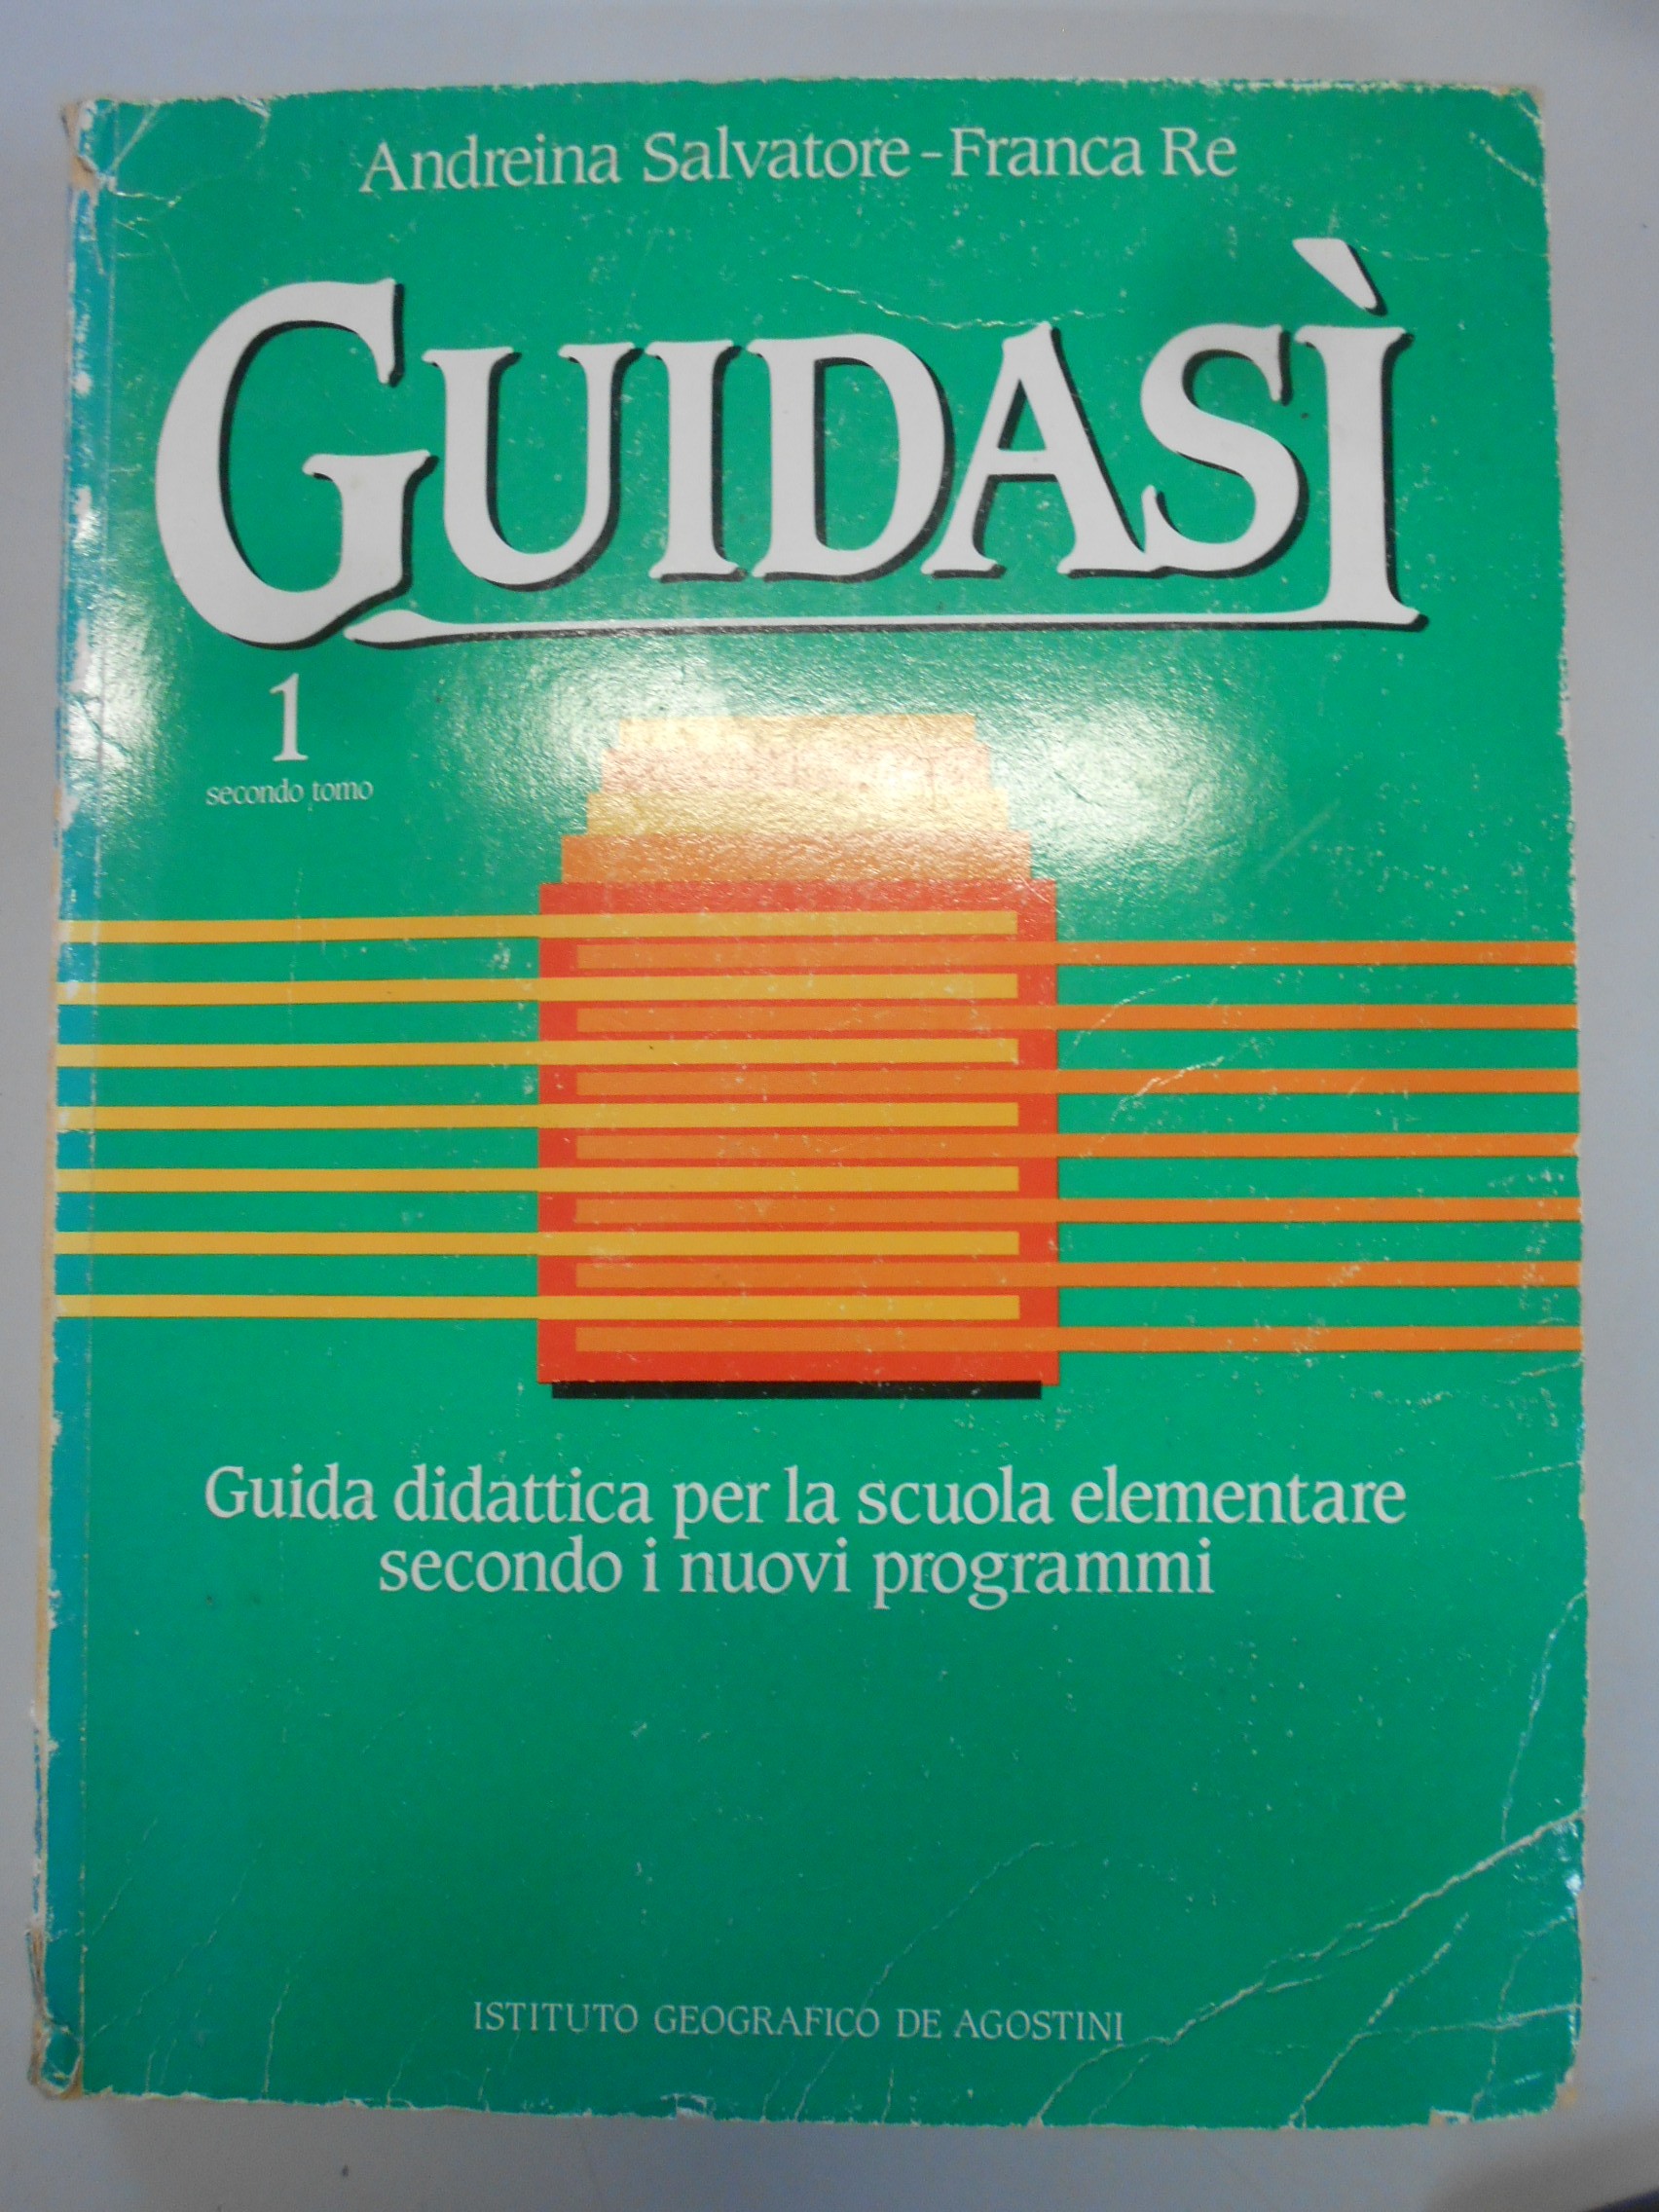 Andreina Salvatore-Franca Re
GUIDASÌ
1
secondo tomo
Guida didattica per la scuola elementare
secondo i nuovi programmi
ISTITUTO GEOGRAFICO DE AGOSTINI